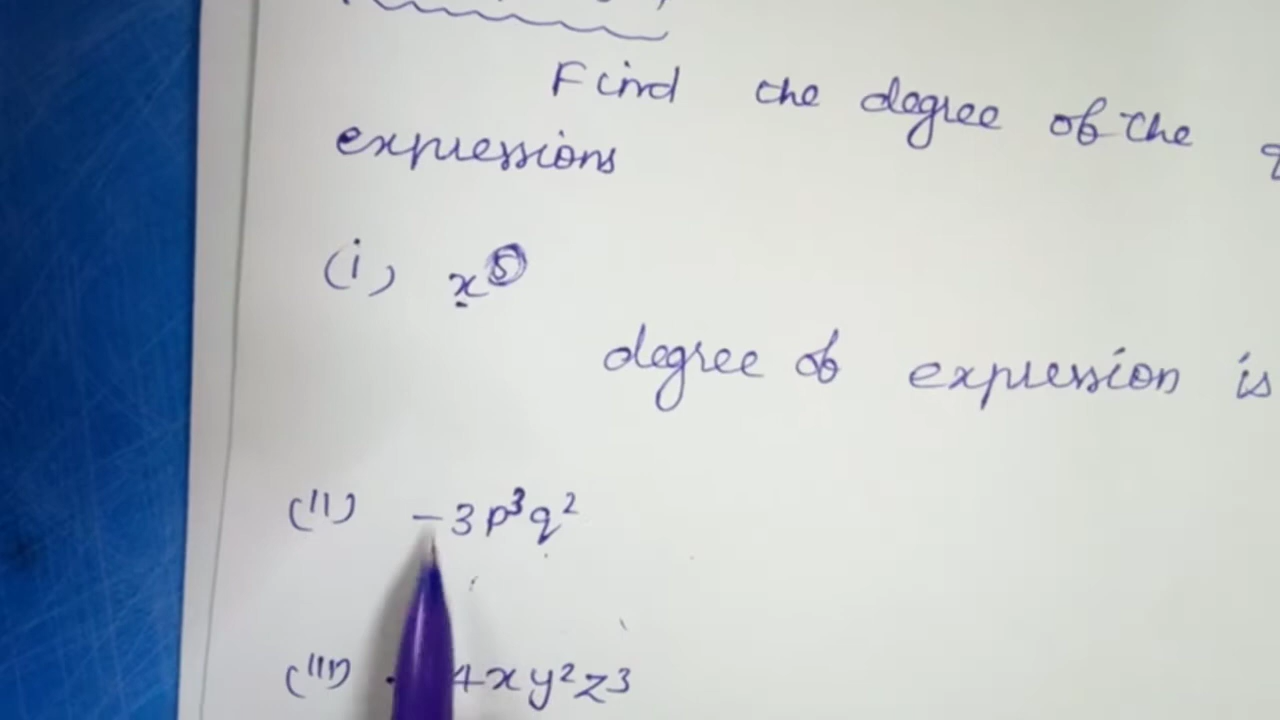 Find the degree of the
expressions
(i) x⁵
degree of expression is
(ii) -3p³q²
(iii) 4xy²z³